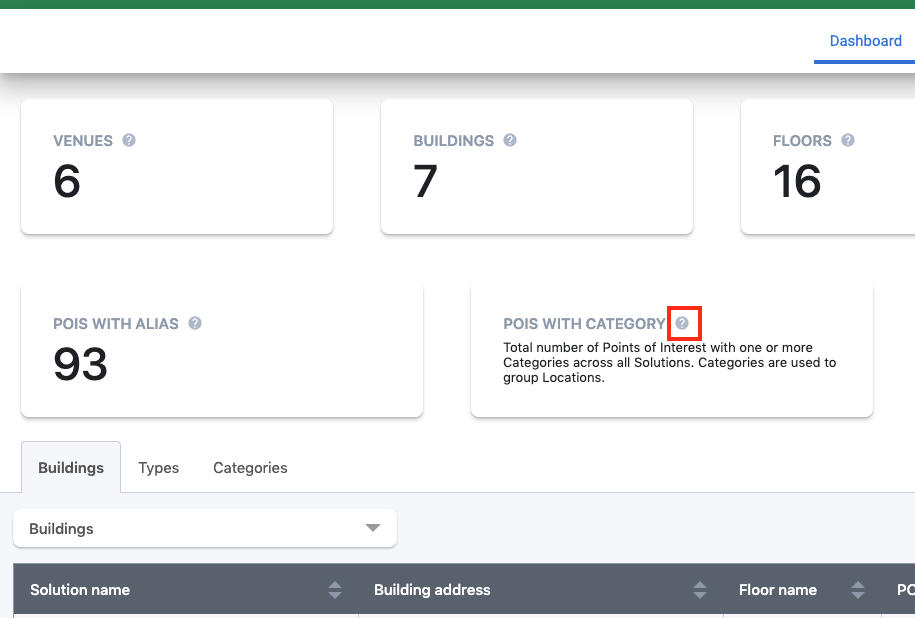 Dashboard
VENUES ?
BUILDINGS ?
FLOORS ?
6
7
16
POIS WITH ALIAS ?
POIS WITH CATEGORY ?
93
Total number of Points of Interest with one or more
Categories across all Solutions. Categories are used to
group Locations.
Buildings Types Categories
Buildings
Solution name Building address Floor name